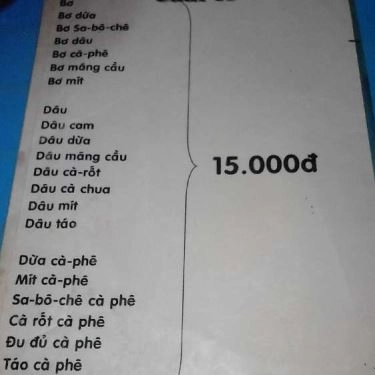 Bơ
Bơ dừa
Bơ Sa-bô-chê
Bơ dâu
Bơ cà-phê
Bơ mãng cầu
Bơ mít
Dâu
Dâu cam
Dâu dừa
Dâu mãng cầu
Dâu cà-rốt
Dâu cà chua
Dâu mít
Dâu táo
15.000đ
Dừa cà-phê
Mít cà-phê
Sa-bô-chê cà phê
Cà rốt cà phê
Đu đủ cà phê
Táo cà phê